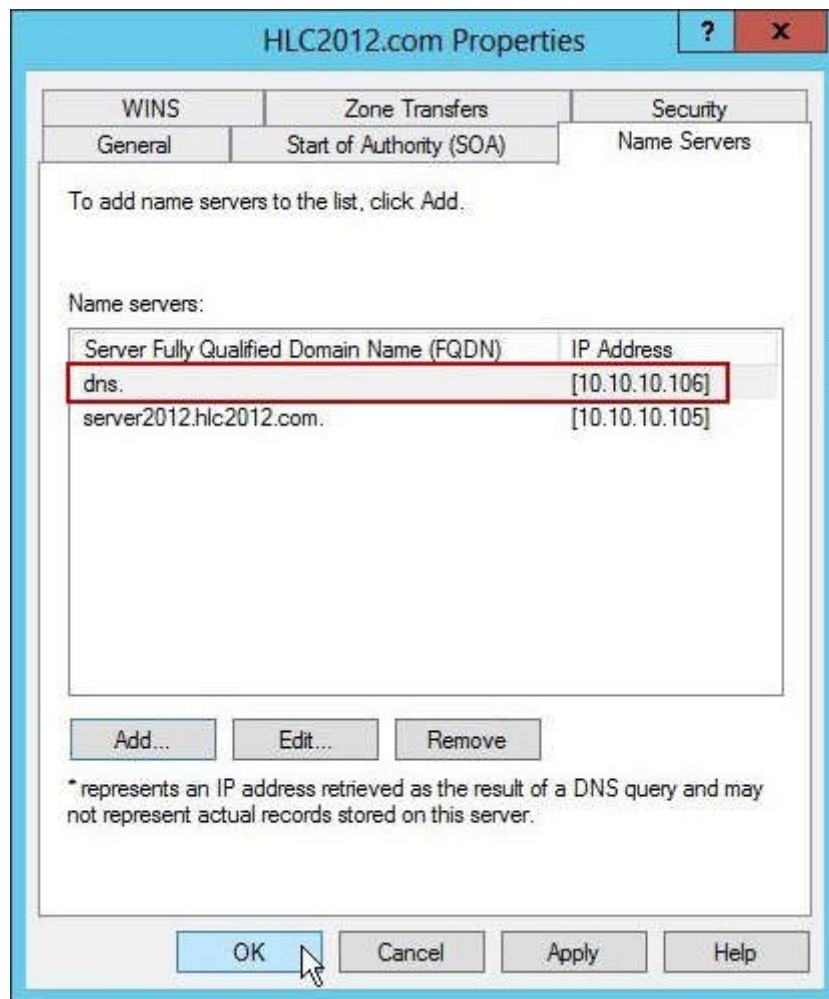 HLC2012.com Properties
?
x
WINS
Zone Transfers
Security
General
Start of Authority (SOA)
Name Servers
To add name servers to the list, click Add.
Name servers:
Server Fully Qualified Domain Name (FQDN) IP Address
dns. [10.10.10.106]
server2012.hlc2012.com. [10.10.10.105]
Add...
Edit...
Remove
* represents an IP address retrieved as the result of a DNS query and may
not represent actual records stored on this server.
OK
Cancel
Apply
Help